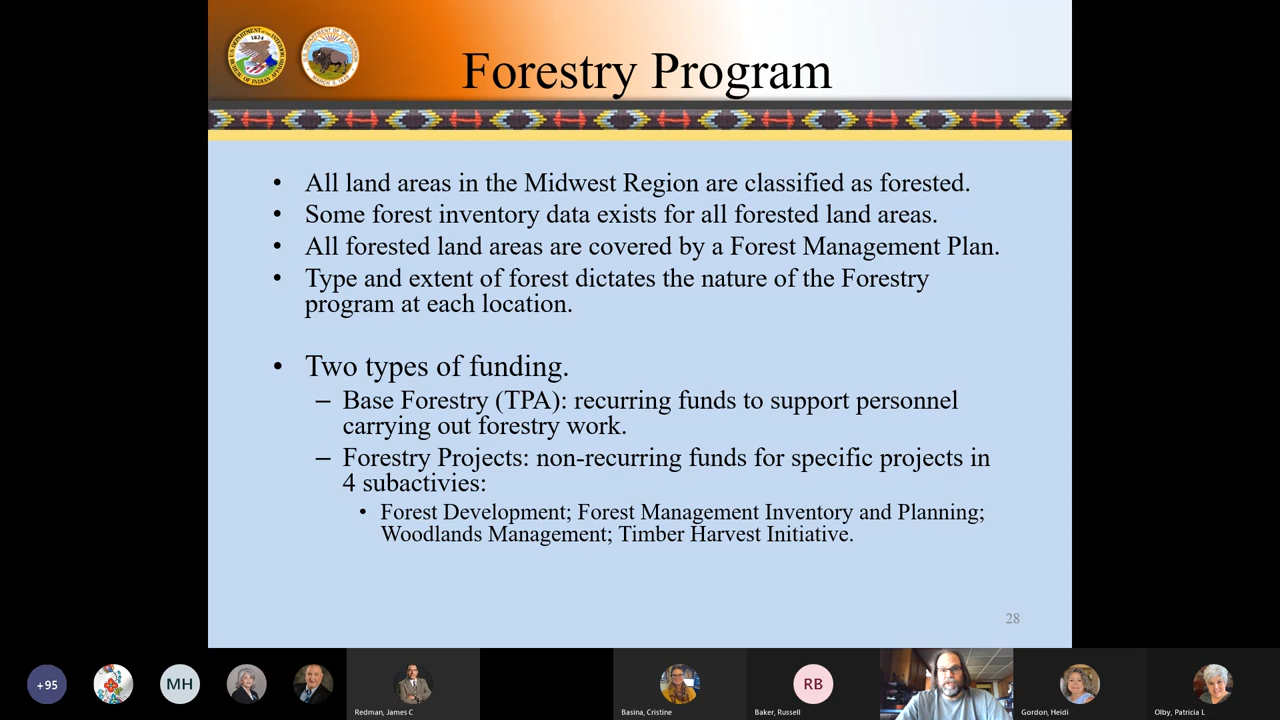 Forestry Program
• All land areas in the Midwest Region are classified as forested.
• Some forest inventory data exists for all forested land areas.
• All forested land areas are covered by a Forest Management Plan.
• Type and extent of forest dictates the nature of the Forestry
program at each location.
• Two types of funding.
– Base Forestry (TPA): recurring funds to support personnel
carrying out forestry work.
– Forestry Projects: non-recurring funds for specific projects in
4 subactivies:
• Forest Development; Forest Management Inventory and Planning;
Woodlands Management; Timber Harvest Initiative.
28
+95
MH
RB
Redman, James C
Basina, Cristine
Baker, Russell
Gordon, Heidi
Olby, Patricia L